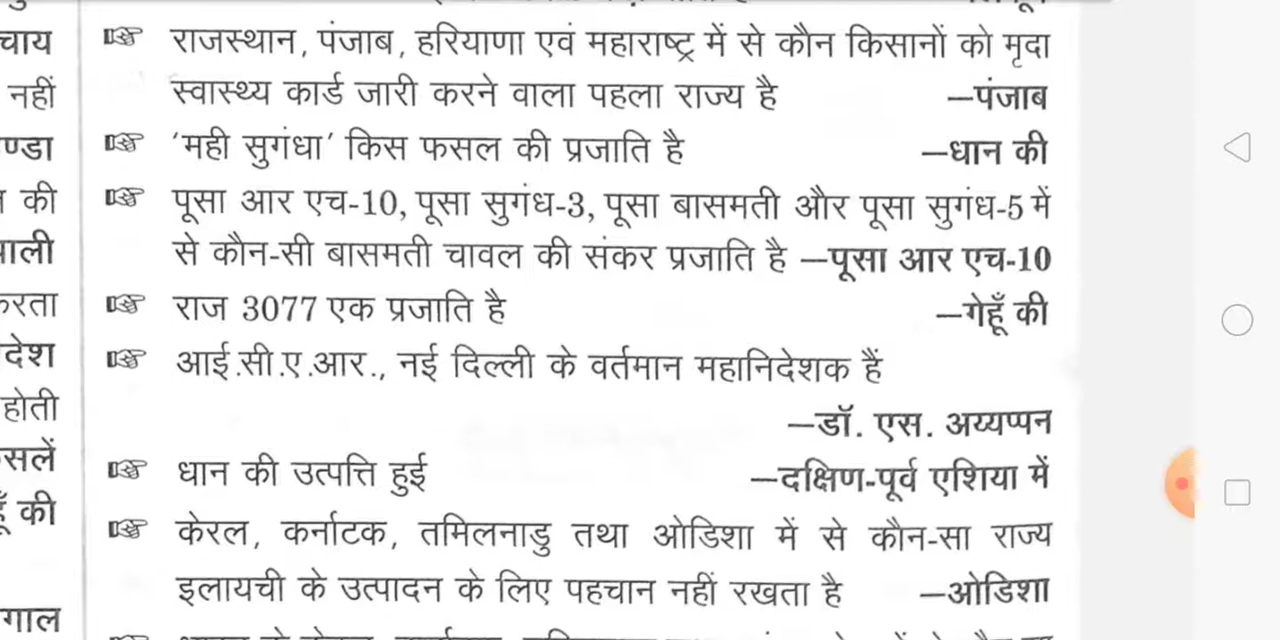 चाय
नहीं
ण्डा
की
करता
देश
होती
सलें
की
गाल
☞ राजस्थान, पंजाब, हरियाणा एवं महाराष्ट्र में से कौन किसानों को मृदा
स्वास्थ्य कार्ड जारी करने वाला पहला राज्य है —पंजाब
☞ 'मही सुगंधा' किस फसल की प्रजाति है —धान की
☞ पूसा आर एच-10, पूसा सुगंध-3, पूसा बासमती और पूसा सुगंध-5 में
से कौन-सी बासमती चावल की संकर प्रजाति है —पूसा आर एच-10
☞ राज 3077 एक प्रजाति है —गेहूँ की
☞ आई.सी.ए.आर., नई दिल्ली के वर्तमान महानिदेशक हैं
—डॉ. एस. अय्यप्पन
☞ धान की उत्पत्ति हुई —दक्षिण-पूर्व एशिया में
☞ केरल, कर्नाटक, तमिलनाडु तथा ओडिशा में से कौन-सा राज्य
इलायची के उत्पादन के लिए पहचान नहीं रखता है —ओडिशा